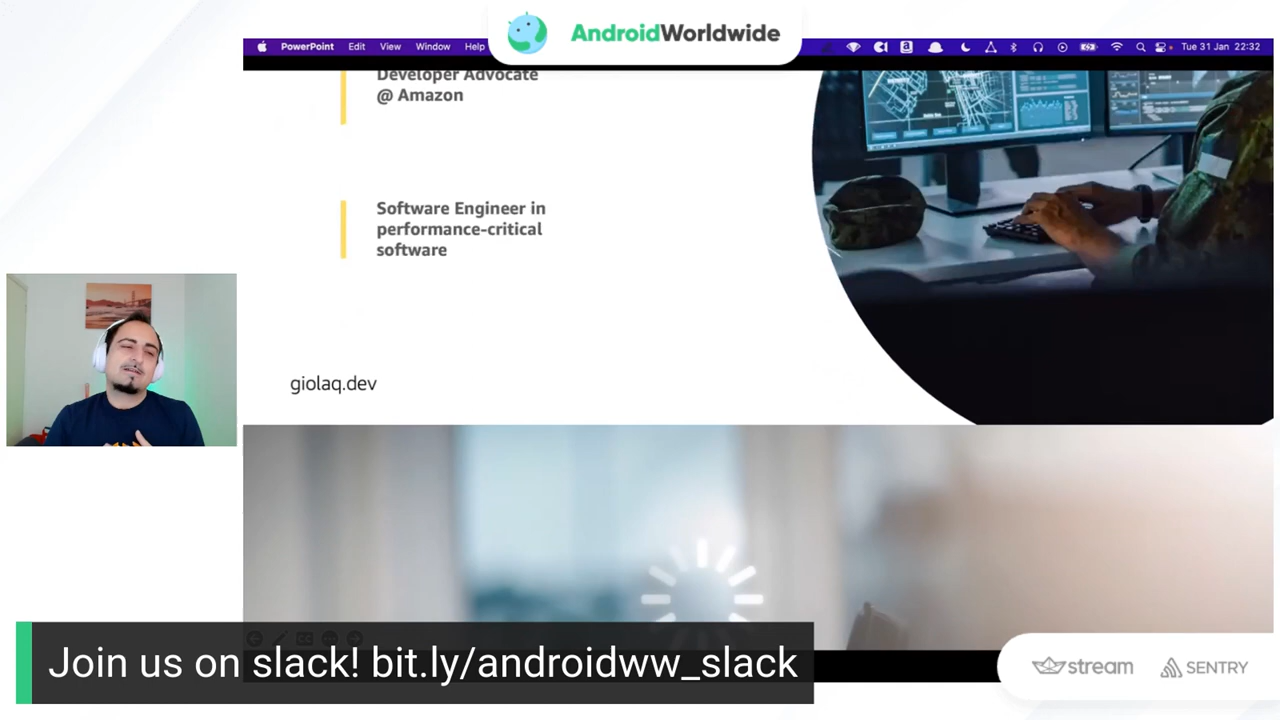 AndroidWorldwide
PowerPoint Edit View Window Help
Tue 31 Jan 22:32
Developer Advocate
@ Amazon
Software Engineer in
performance-critical
software
giolaq.dev
Join us on slack! bit.ly/androidww_slack
stream
SENTRY